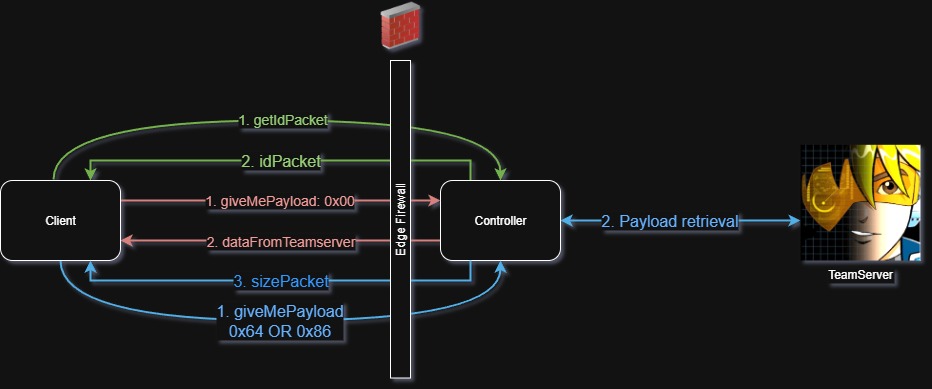 1. getIdPacket
2. idPacket
1. giveMePayload: 0x00
Client
Edge Firewall
Controller
2. Payload retrieval
2. dataFromTeamserver
TeamServer
3. sizePacket
1. giveMePayload
0x64 OR 0x86